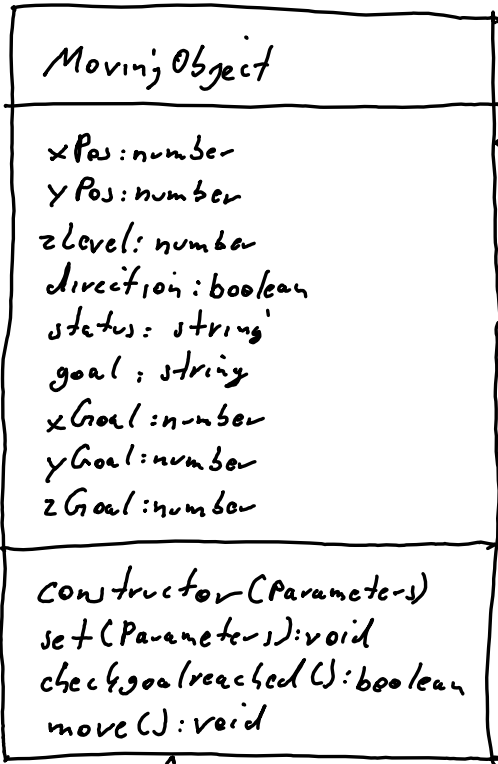 MovingObject
xPos:number
yPos:number
zLevel: number
direction:boolean
status: string
goal: string
xGoal:number
yGoal:number
zGoal:number
constructor(Parameters)
set(Parameters):void
checkgoalreached():boolean
move():void